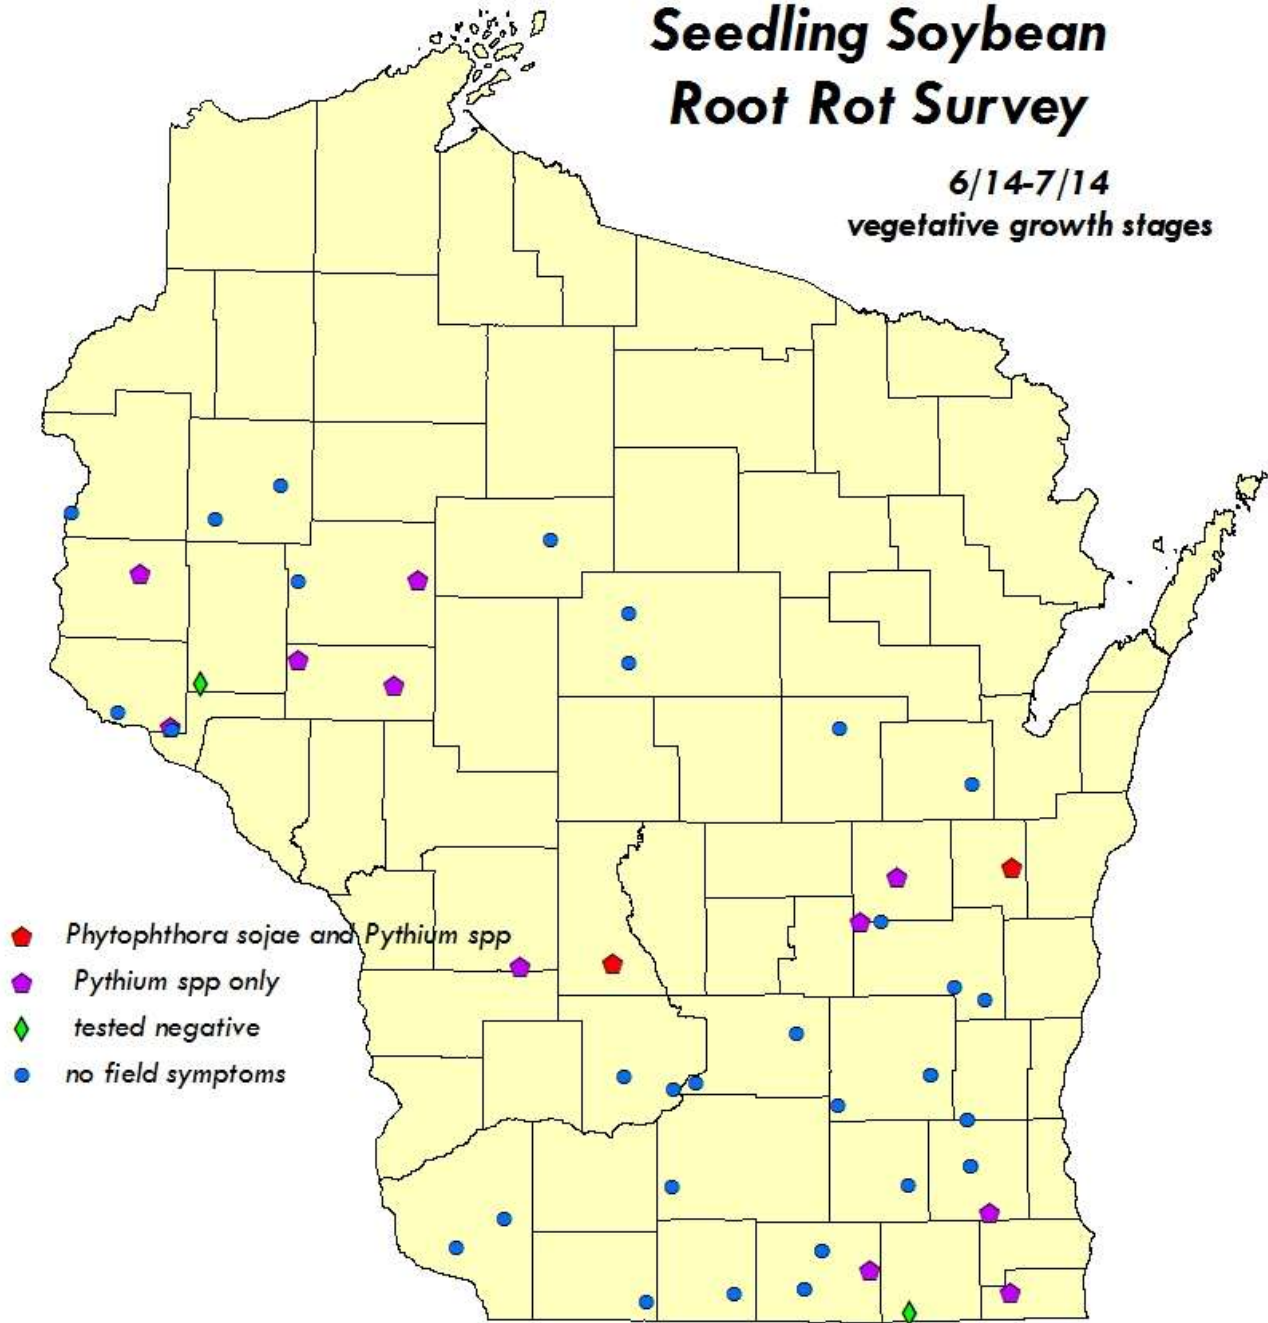 Seedling Soybean
Root Rot Survey
6/14-7/14
vegetative growth stages
Phytophthora sojae and Pythium spp
Pythium spp only
tested negative
no field symptoms